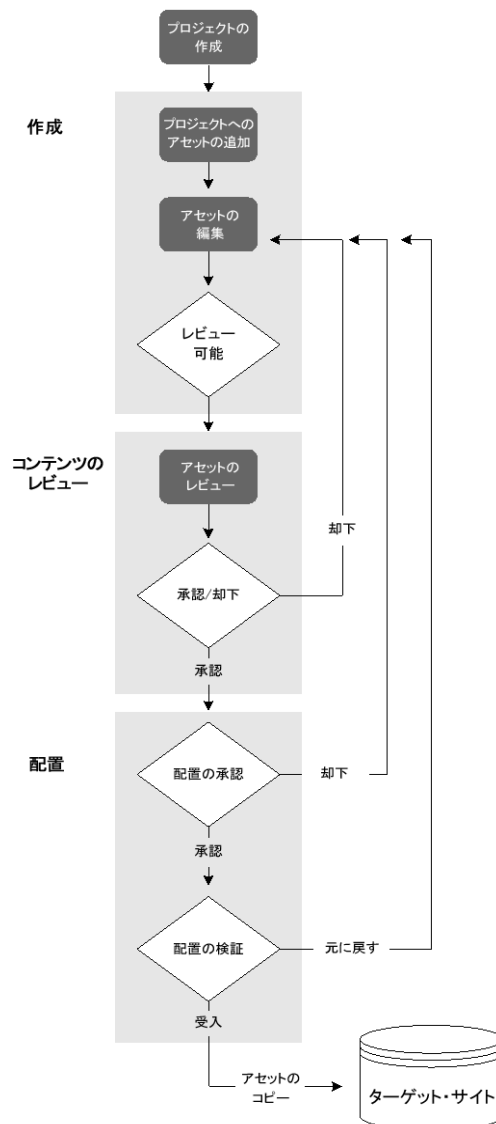 プロジェクトの
作成
作成
プロジェクトへの
アセットの追加
アセットの
編集
レビュー
可能
コンテンツの
レビュー
アセットの
レビュー
却下
承認/却下
承認
配置
配置の承認
却下
承認
配置の検証
元に戻す
受入
アセットの
コピー
ターゲット・サイト